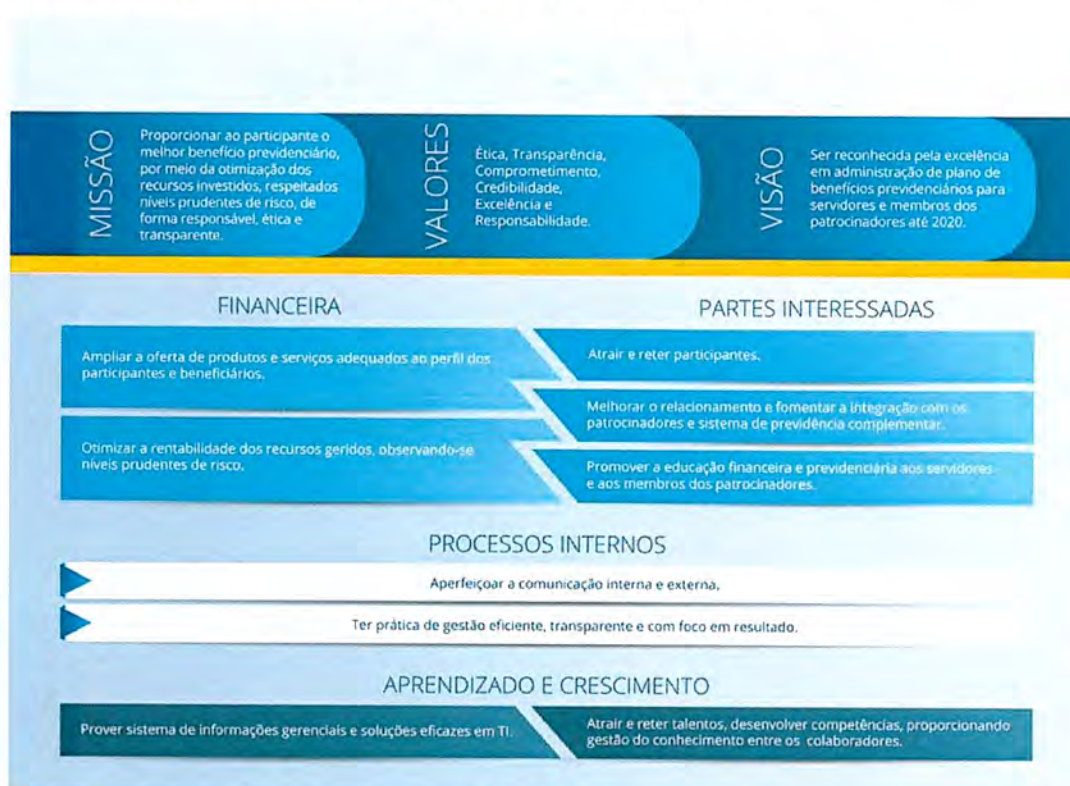 MISSÃO
Proporcionar ao participante o
melhor benefício previdenciário,
por meio da otimização dos
recursos investidos, respeitados
níveis prudentes de risco, de
forma responsável, ética e
transparente.
VALORES
Ética, Transparência,
Comprometimento,
Credibilidade,
Excelência e
Responsabilidade.
VISÃO
Ser reconhecida pela excelência
em administração de plano de
benefícios previdenciários para
servidores e membros dos
patrocinadores até 2020.
FINANCEIRA
Ampliar a oferta de produtos e serviços adequados ao perfil dos
participantes e beneficiários.
Otimizar a rentabilidade dos recursos geridos, observando-se
níveis prudentes de risco.
PARTES INTERESSADAS
Atrair e reter participantes.
Melhorar o relacionamento e fomentar a integração com os
patrocinadores e sistema de previdência complementar.
Promover a educação financeira e previdenciária aos servidores
e aos membros dos patrocinadores.
PROCESSOS INTERNOS
Aperfeiçoar a comunicação interna e externa.
Ter prática de gestão eficiente, transparente e com foco em resultado.
APRENDIZADO E CRESCIMENTO
Prover sistema de informações gerenciais e soluções eficazes em TI.
Atrair e reter talentos, desenvolver competências, proporcionando
gestão do conhecimento entre os colaboradores.